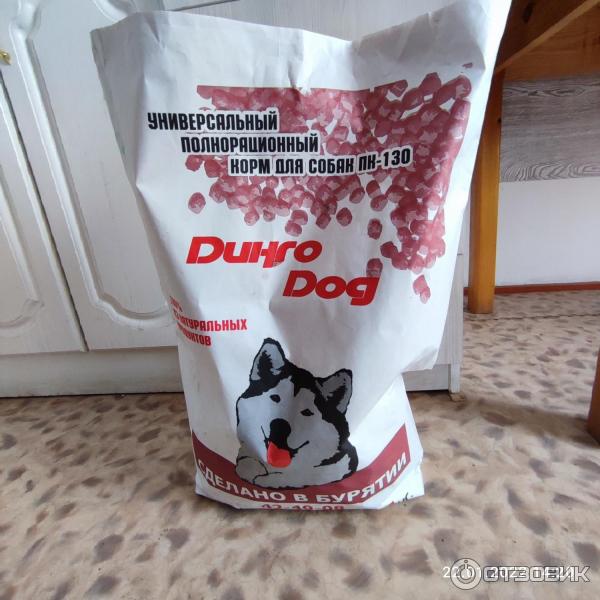 УНИВЕРСАЛЬНЫЙ
ПОЛНОРАЦИОННЫЙ
КОРМ ДЛЯ СОБАК ПК-130
Динго
Dog
НАТУРАЛЬНЫХ
СДЕЛАНО В БУРЯТИИ
ОТЗОВИК